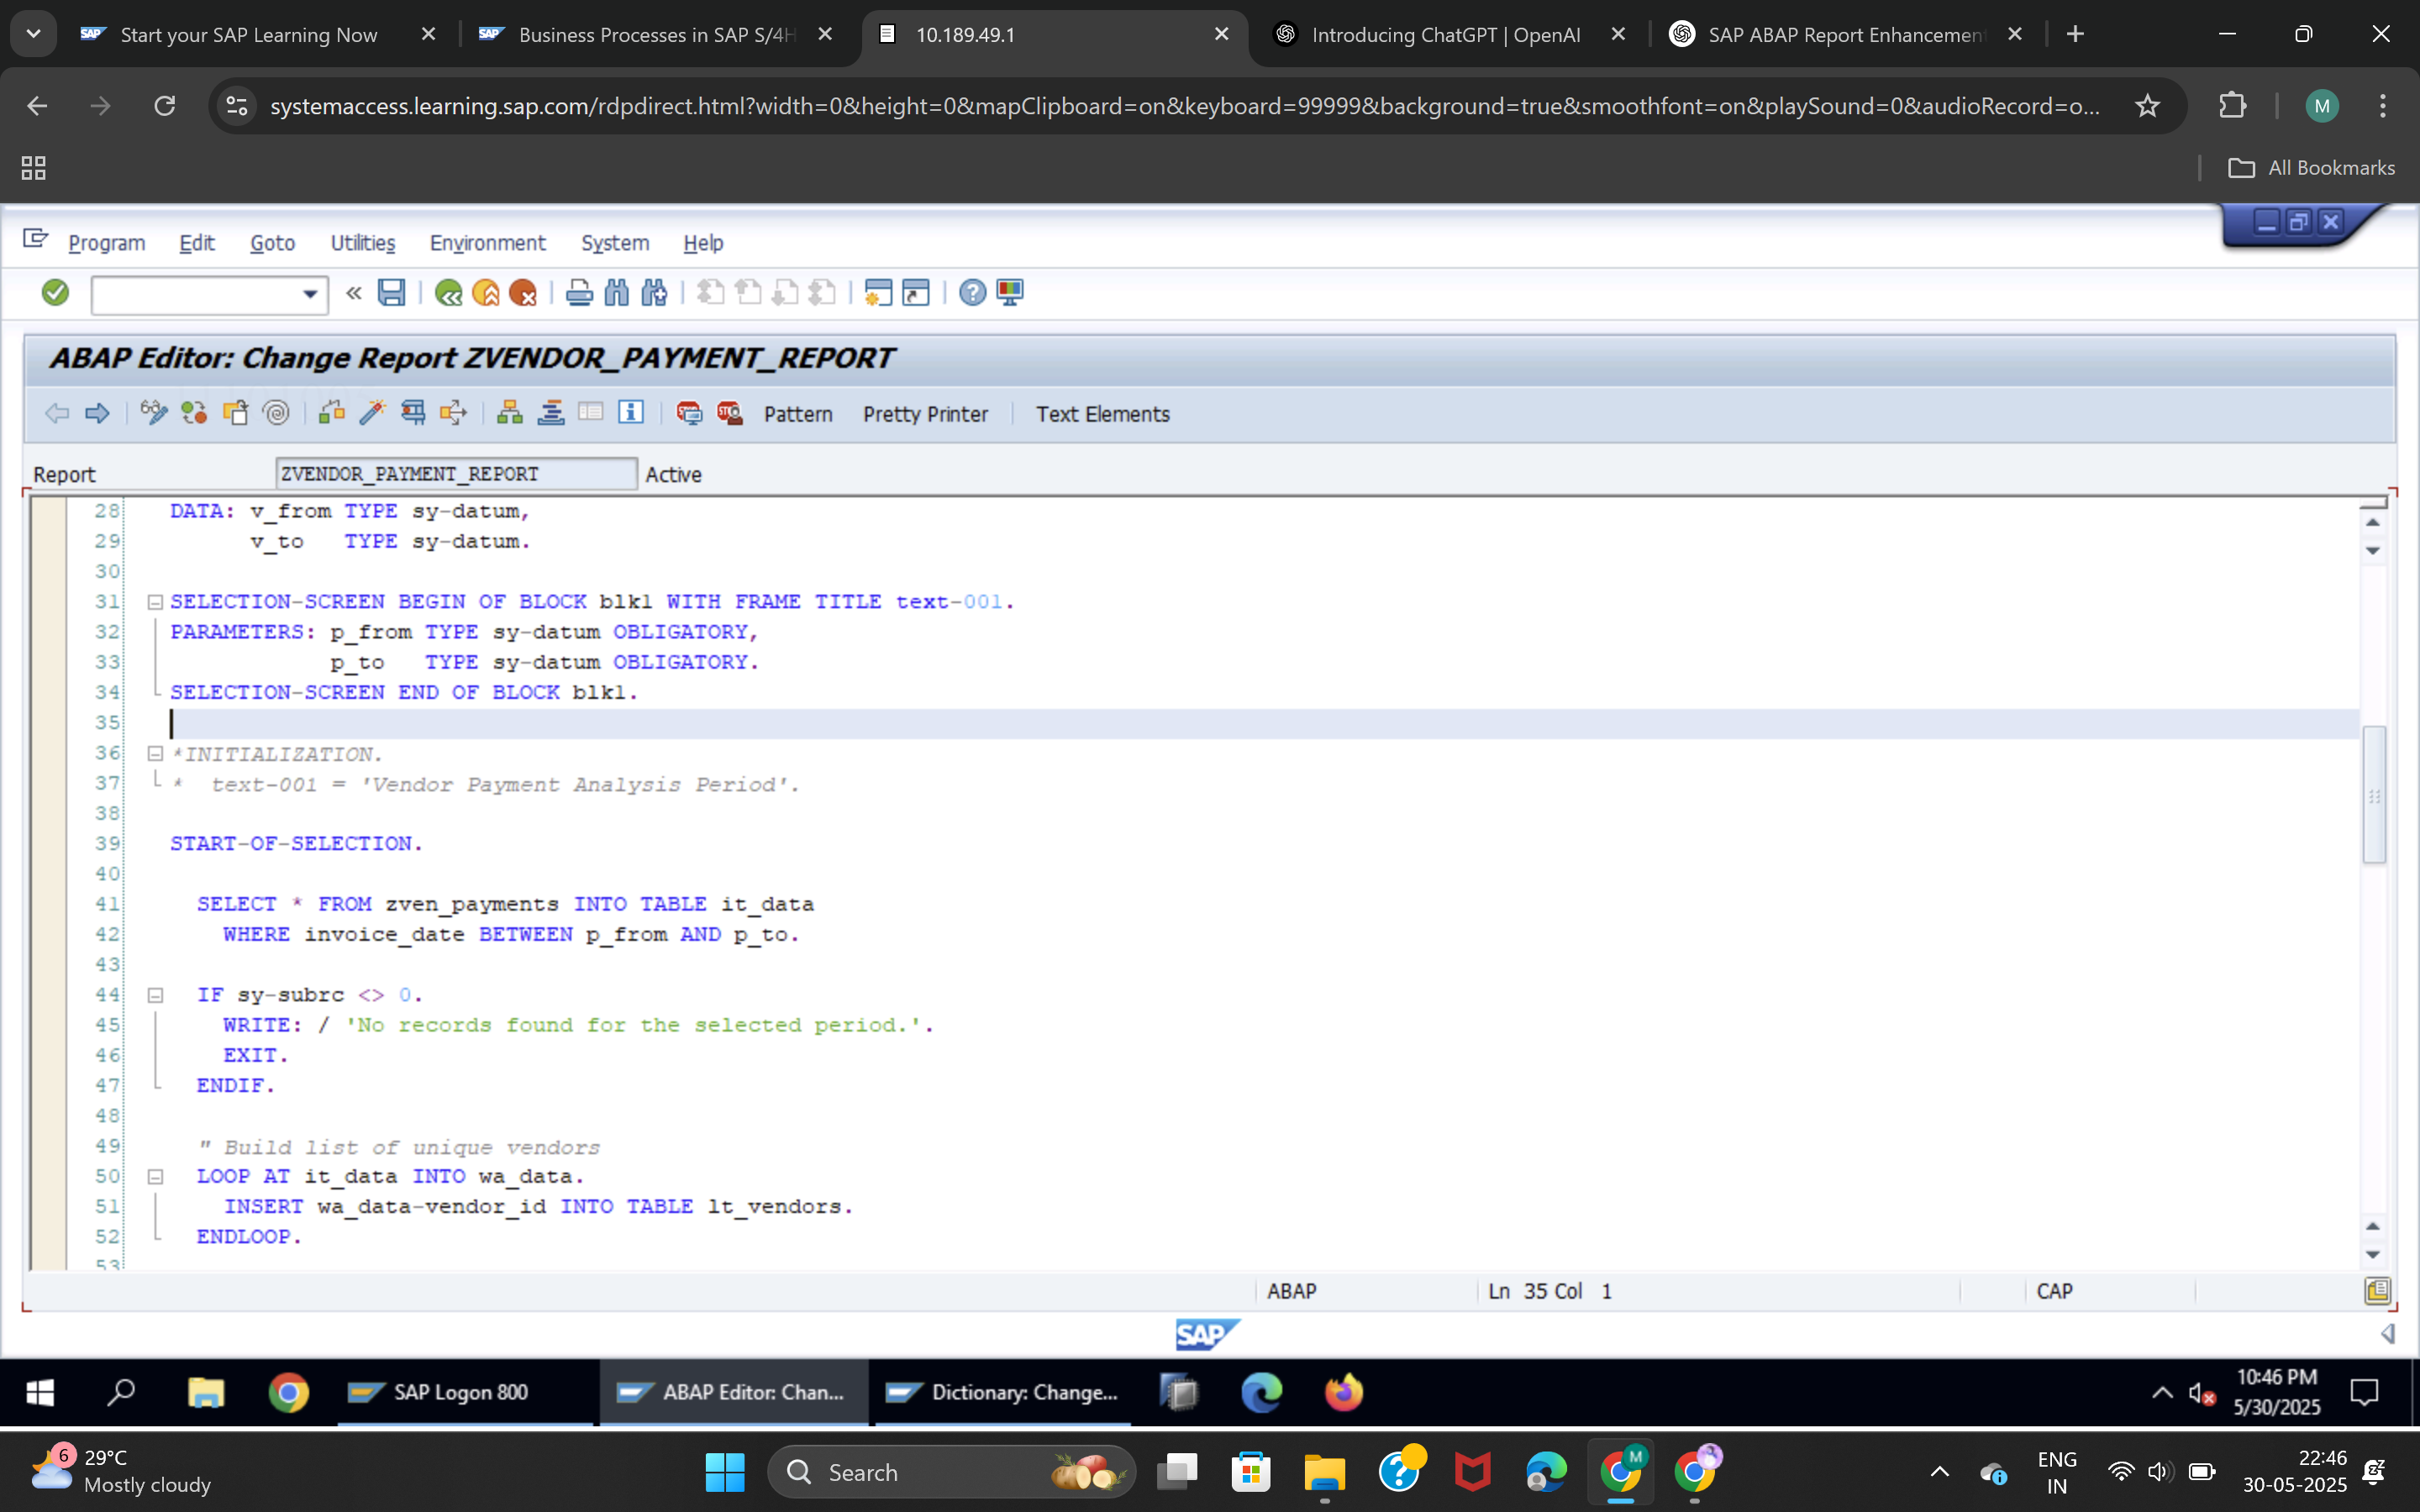 Start your SAP Learning Now
Business Processes in SAP S/4H
10.189.49.1
Introducing ChatGPT | OpenAI
SAP ABAP Report Enhancemen
systemaccess.learning.sap.com/rdpdirect.html?width=0&height=0&mapClipboard=on&keyboard=99999&background=true&smoothfont=on&playSound=0&audioRecord=o...
M
All Bookmarks
Program Edit Goto Utilities Environment System Help
ABAP Editor: Change Report ZVENDOR_PAYMENT_REPORT
Pattern Pretty Printer Text Elements
Report ZVENDOR_PAYMENT_REPORT Active
28 DATA: v_from TYPE sy-datum,
29 v_to TYPE sy-datum.
30
31 SELECTION-SCREEN BEGIN OF BLOCK blk1 WITH FRAME TITLE text-001.
32 PARAMETERS: p_from TYPE sy-datum OBLIGATORY,
33 p_to TYPE sy-datum OBLIGATORY.
34 SELECTION-SCREEN END OF BLOCK blk1.
35
36 *INITIALIZATION.
37 * text-001 = 'Vendor Payment Analysis Period'.
38
39 START-OF-SELECTION.
40
41 SELECT * FROM zven_payments INTO TABLE it_data
42 WHERE invoice_date BETWEEN p_from AND p_to.
43
44 IF sy-subrc <> 0.
45 WRITE: / 'No records found for the selected period.'.
46 EXIT.
47 ENDIF.
48
49 " Build list of unique vendors
50 LOOP AT it_data INTO wa_data.
51 INSERT wa_data-vendor_id INTO TABLE lt_vendors.
52 ENDLOOP.
53
ABAP Ln 35 Col 1 CAP
SAP
SAP Logon 800
ABAP Editor: Chan...
Dictionary: Change...
10:46 PM
5/30/2025
6
29°C
Mostly cloudy
Search
M
ENG
IN
22:46
30-05-2025